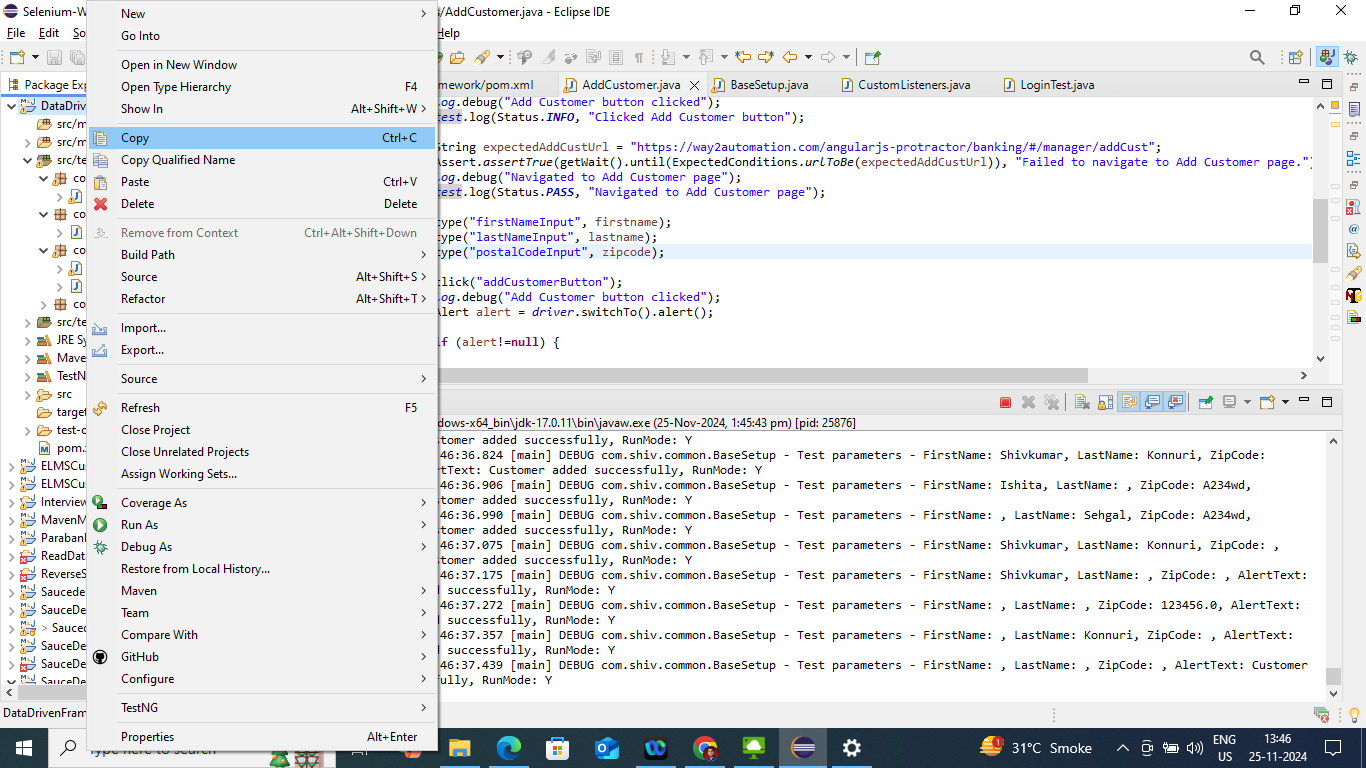 Selenium-W
/AddCustomer.java - Eclipse IDE
File Edit So
elp
New
Go Into
Open in New Window
Open Type Hierarchy F4
Show In Alt+Shift+W
Copy Ctrl+C
Copy Qualified Name
Paste Ctrl+V
Delete Delete
Remove from Context Ctrl+Alt+Shift+Down
Build Path
Source Alt+Shift+S
Refactor Alt+Shift+T
Import...
Export...
Source
Refresh F5
Close Project
Close Unrelated Projects
Assign Working Sets...
Coverage As
Run As
Debug As
Restore from Local History...
Maven
Team
Compare With
GitHub
Configure
TestNG
Properties Alt+Enter
Package Exp
DataDriv
src/m
src/m
src/te
co
co
co
co
src/te
JRE Sy
Mave
TestN
src
target
test-o
pom.
ELMSCus
ELMSCus
Interview
MavenM
Paraban
ReadDat
ReverseS
Saucede
SauceDe
> Sauced
SauceDe
SauceDe
SauceDe
mework/pom.xml AddCustomer.java BaseSetup.java CustomListeners.java LoginTest.java
og.debug("Add Customer button clicked");
est.log(Status.INFO, "Clicked Add Customer button");
String expectedAddCustUrl = "https://way2automation.com/angularjs-protractor/banking/#/manager/addCust";
Assert.assertTrue(getWait().until(ExpectedConditions.urlToBe(expectedAddCustUrl)), "Failed to navigate to Add Customer page.")
og.debug("Navigated to Add Customer page");
est.log(Status.PASS, "Navigated to Add Customer page");
type("firstNameInput", firstname);
type("lastNameInput", lastname);
type("postalCodeInput", zipcode);
click("addCustomerButton");
og.debug("Add Customer button clicked");
Alert alert = driver.switchTo().alert();
if (alert!=null) {
dows-x64_bin\jdk-17.0.11\bin\javaw.exe (25-Nov-2024, 1:45:43 pm) [pid: 25876]
stomer added successfully, RunMode: Y
46:36.824 [main] DEBUG com.shiv.common.BaseSetup - Test parameters - FirstName: Shivkumar, LastName: Konnuri, ZipCode:
rtText: Customer added successfully, RunMode: Y
46:36.906 [main] DEBUG com.shiv.common.BaseSetup - Test parameters - FirstName: Ishita, LastName: , ZipCode: A234wd,
stomer added successfully, RunMode: Y
46:36.990 [main] DEBUG com.shiv.common.BaseSetup - Test parameters - FirstName: , LastName: Sehgal, ZipCode: A234wd,
stomer added successfully, RunMode: Y
46:37.075 [main] DEBUG com.shiv.common.BaseSetup - Test parameters - FirstName: Shivkumar, LastName: Konnuri, ZipCode: ,
stomer added successfully, RunMode: Y
46:37.175 [main] DEBUG com.shiv.common.BaseSetup - Test parameters - FirstName: Shivkumar, LastName: , ZipCode: , AlertText:
d successfully, RunMode: Y
46:37.272 [main] DEBUG com.shiv.common.BaseSetup - Test parameters - FirstName: , LastName: , ZipCode: 123456.0, AlertText:
d successfully, RunMode: Y
46:37.357 [main] DEBUG com.shiv.common.BaseSetup - Test parameters - FirstName: , LastName: Konnuri, ZipCode: , AlertText:
d successfully, RunMode: Y
46:37.439 [main] DEBUG com.shiv.common.BaseSetup - Test parameters - FirstName: , LastName: , ZipCode: , AlertText: Customer
fully, RunMode: Y
DataDrivenFram
Type here to search
31°C Smoke
ENG
US
13:46
25-11-2024